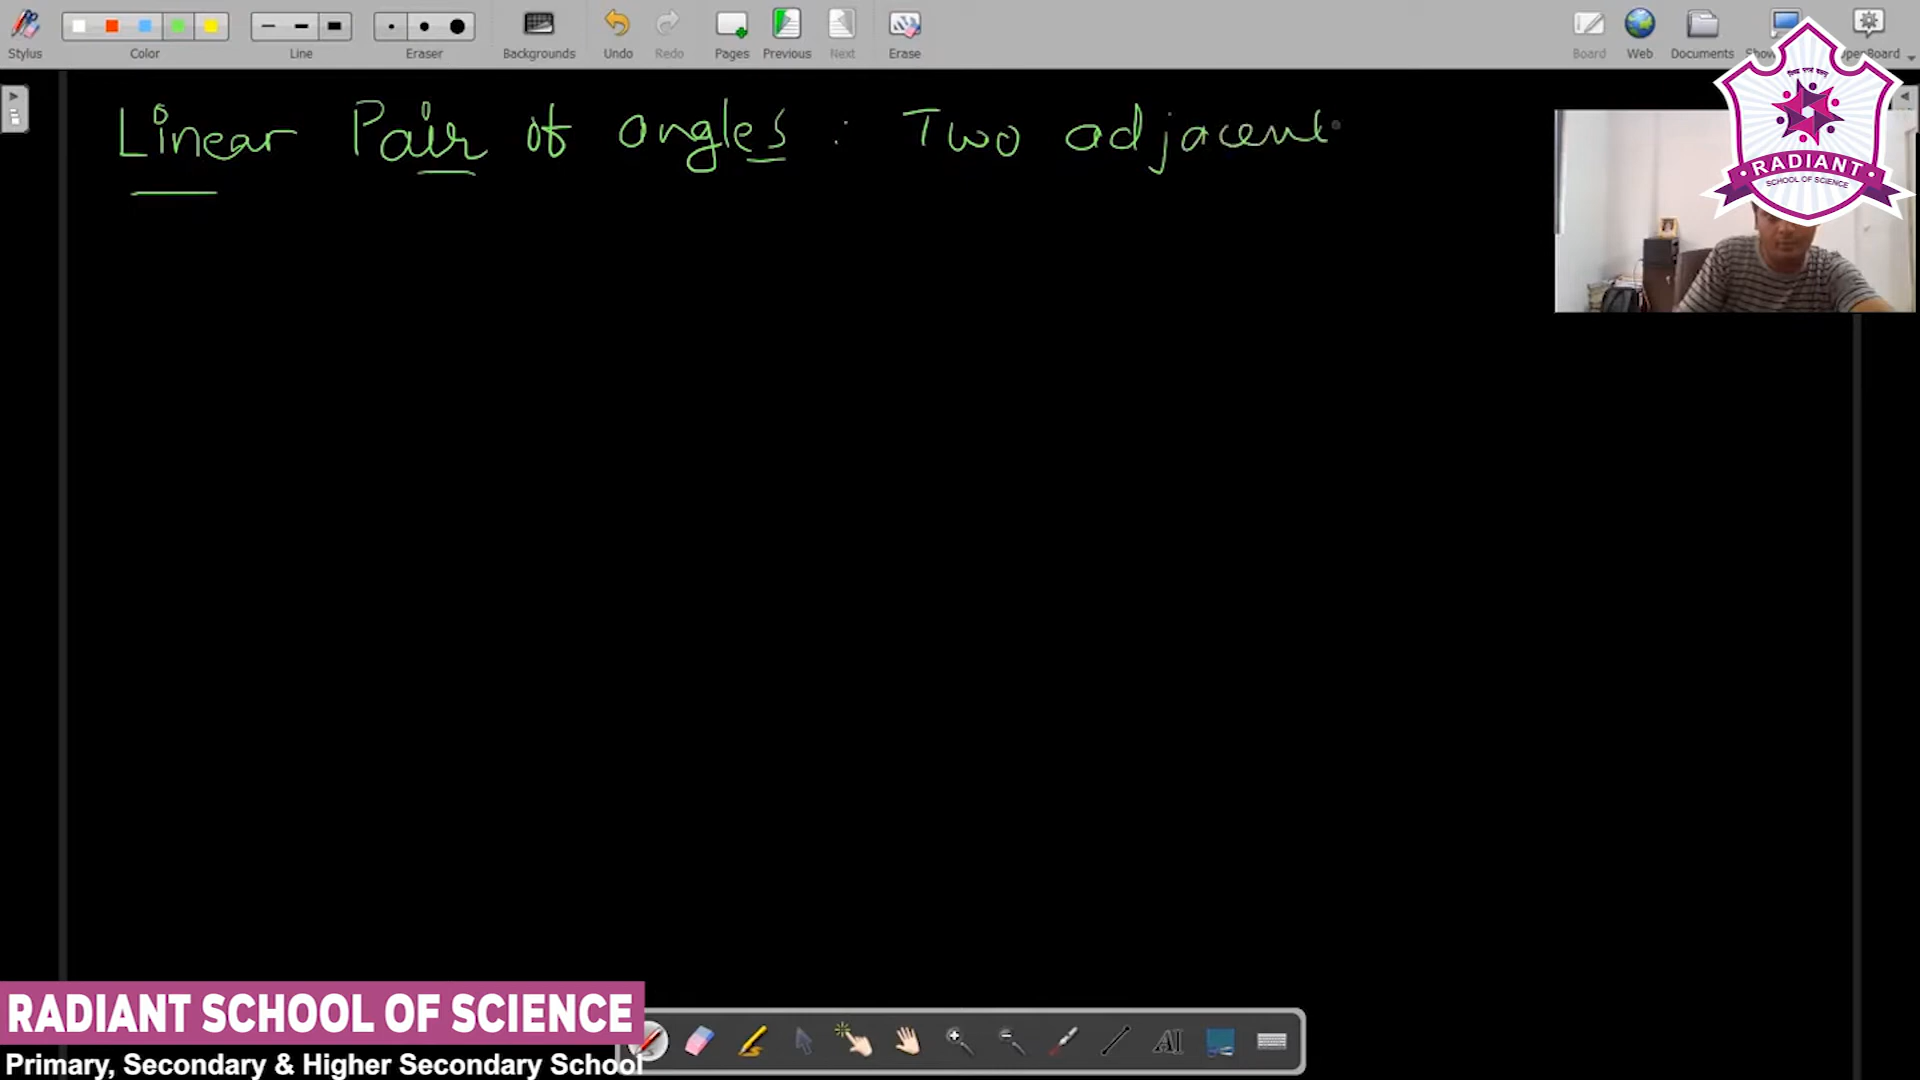 Stylus Color Line Eraser Backgrounds Undo Redo Pages Previous Next Erase Board Web Documents
Linear Pair of angles : Two adjacent
RADIANT
SCHOOL OF SCIENCE
RADIANT SCHOOL OF SCIENCE
Primary, Secondary & Higher Secondary School
AI